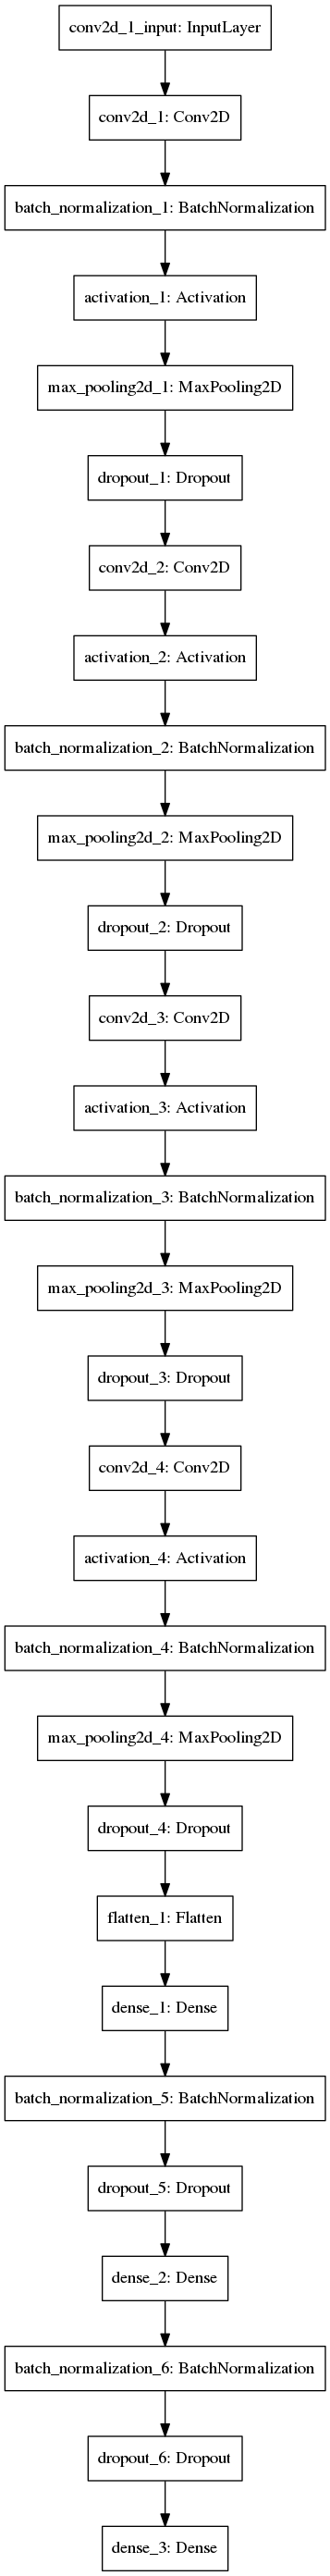 conv2d_1_input: InputLayer
conv2d_1: Conv2D
batch_normalization_1: BatchNormalization
activation_1: Activation
max_pooling2d_1: MaxPooling2D
dropout_1: Dropout
conv2d_2: Conv2D
activation_2: Activation
batch_normalization_2: BatchNormalization
max_pooling2d_2: MaxPooling2D
dropout_2: Dropout
conv2d_3: Conv2D
activation_3: Activation
batch_normalization_3: BatchNormalization
max_pooling2d_3: MaxPooling2D
dropout_3: Dropout
conv2d_4: Conv2D
activation_4: Activation
batch_normalization_4: BatchNormalization
max_pooling2d_4: MaxPooling2D
dropout_4: Dropout
flatten_1: Flatten
dense_1: Dense
batch_normalization_5: BatchNormalization
dropout_5: Dropout
dense_2: Dense
batch_normalization_6: BatchNormalization
dropout_6: Dropout
dense_3: Dense